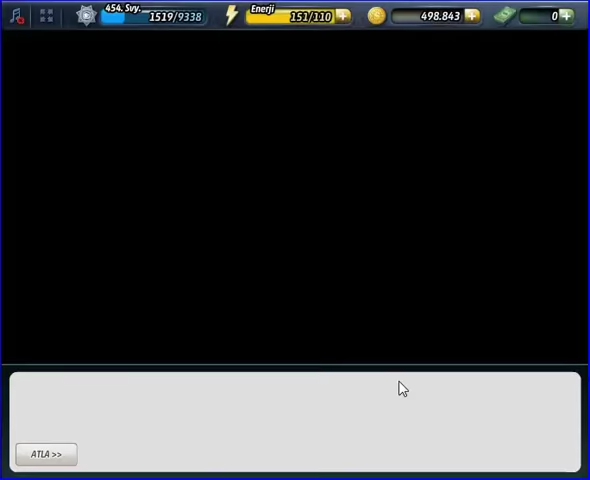 454. Svy.
1519/9338
Enerji
151/110
498.843
0
ATLA >>